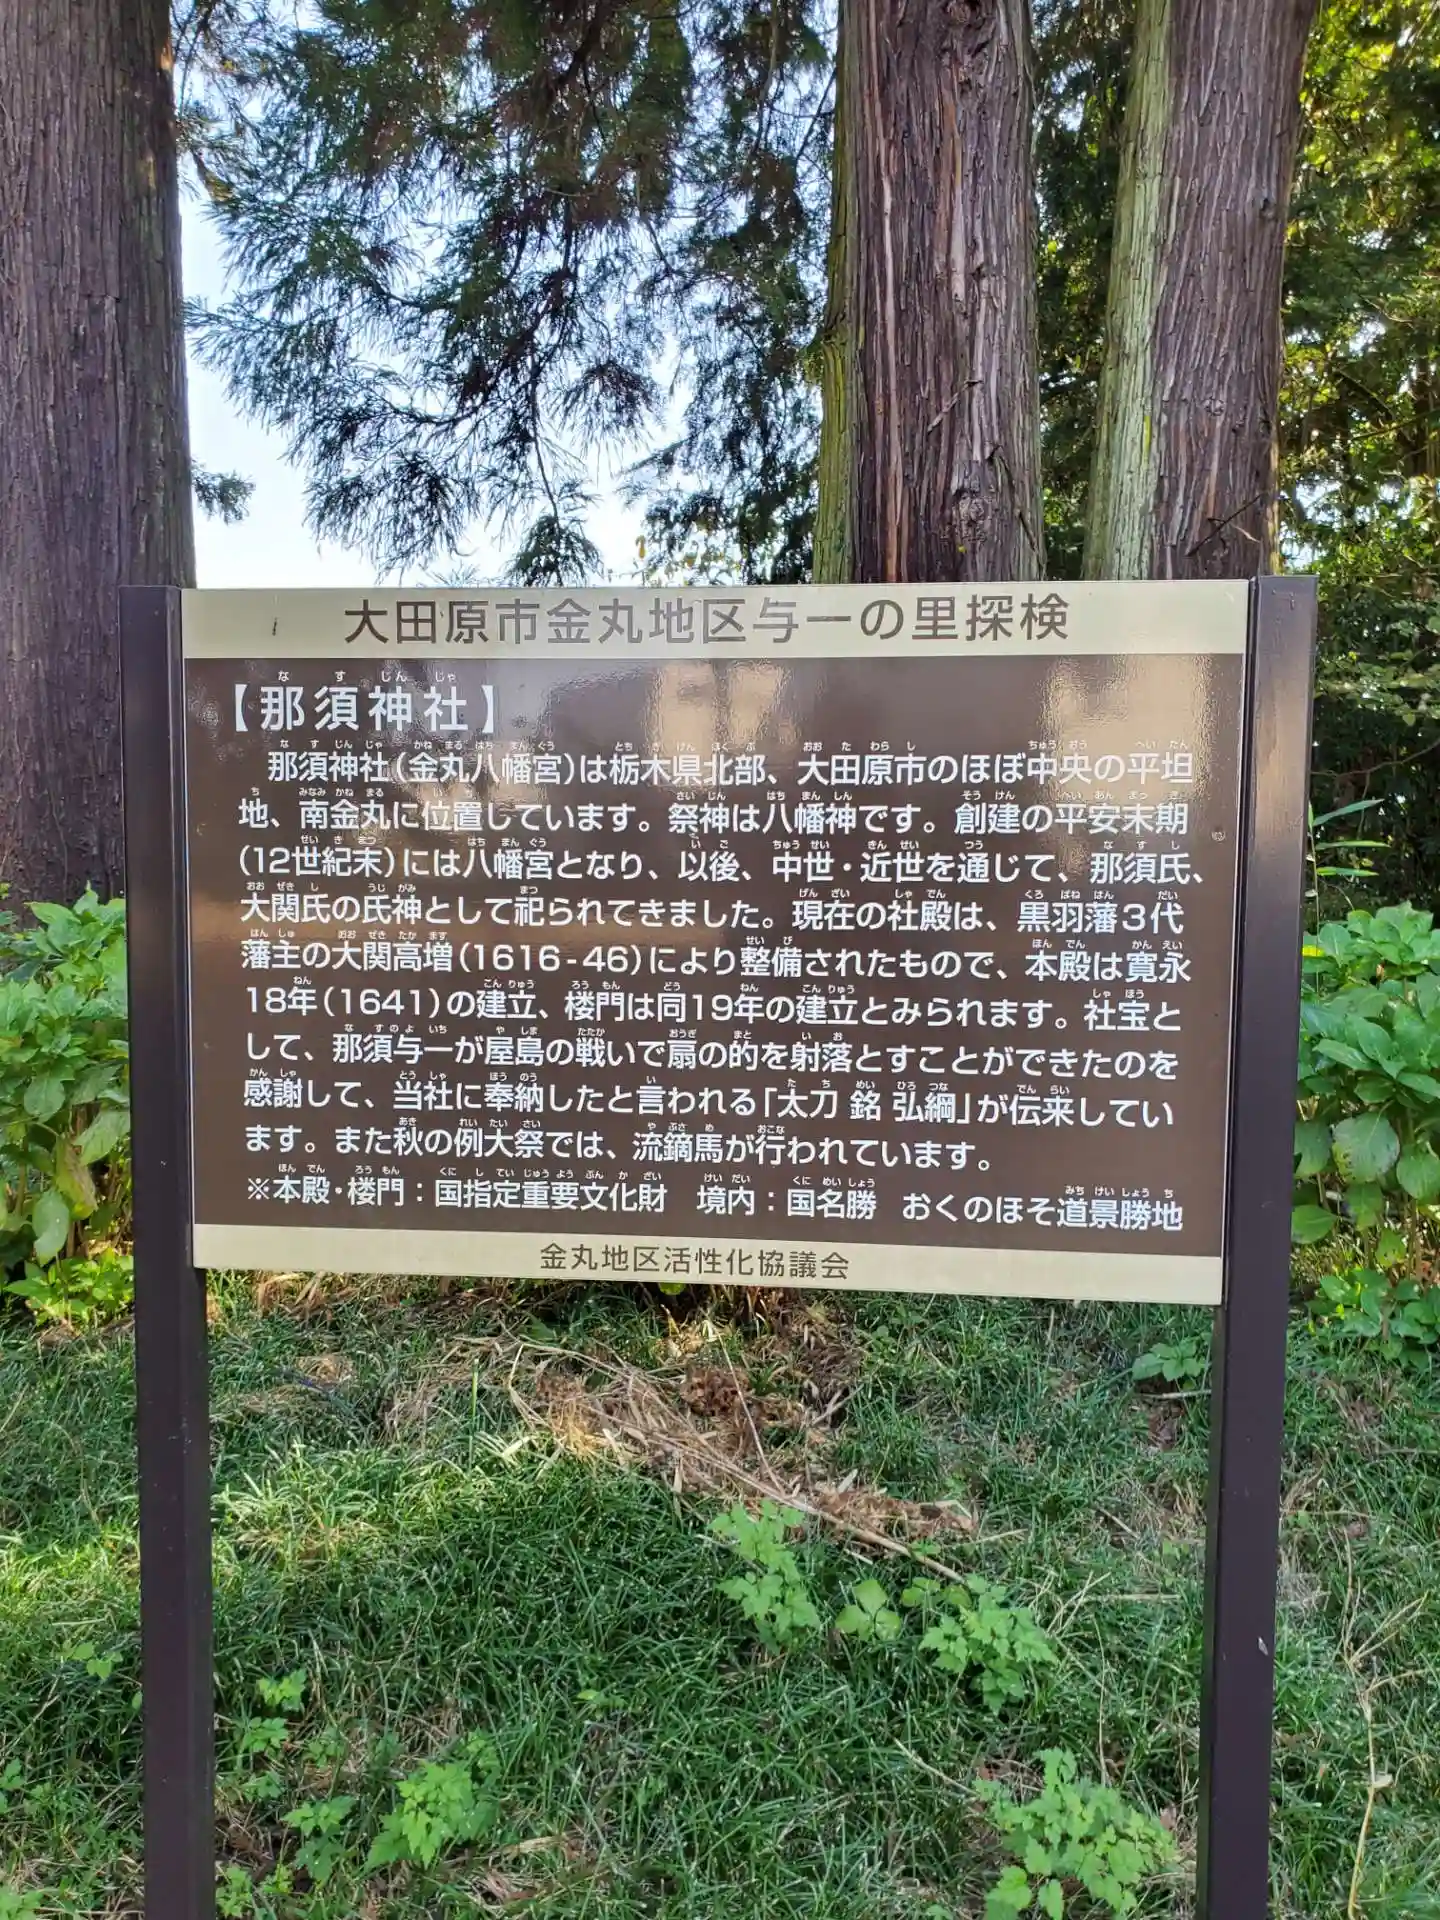 大田原市金丸地区与一の里探検
【那須神社】
那須神社(金丸八幡宮)は栃木県北部、大田原市のほぼ中央の平坦
地、南金丸に位置しています。祭神は八幡神です。創建の平安末期
(12世紀末)には八幡宮となり、以後、中世・近世を通じて、那須氏、
大関氏の氏神として祀られてきました。現在の社殿は、黒羽藩3代
藩主の大関高増(1616-46)により整備されたもので、本殿は寛永
18年(1641)の建立、楼門は同19年の建立とみられます。社宝と
して、那須与一が屋島の戦いで扇の的を射落とすことができたのを
感謝して、当社に奉納したと言われる「太刀 銘 弘綱」が伝来してい
ます。また秋の例大祭では、流鏑馬が行われています。
※本殿・楼門：国指定重要文化財　境内：国名勝　おくのほそ道景勝地
金丸地区活性化協議会